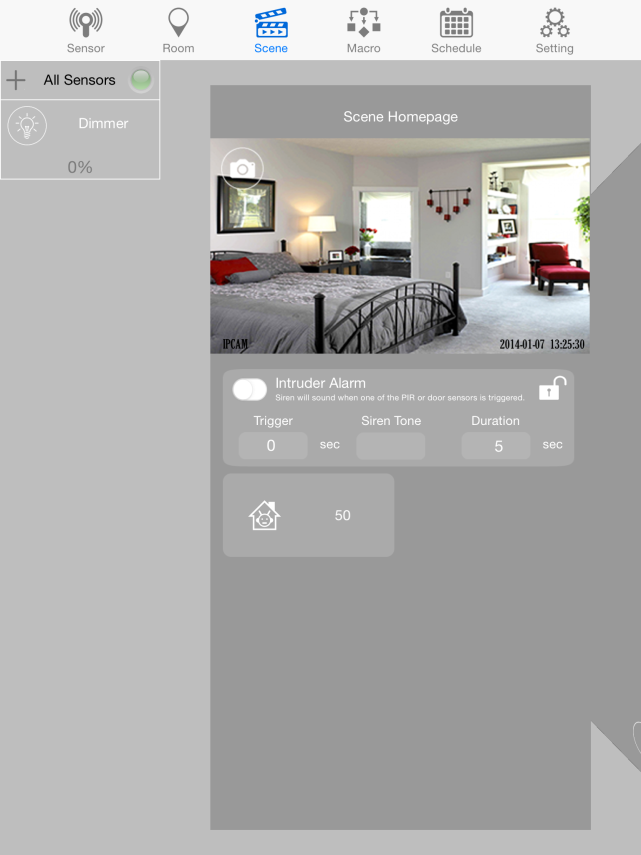 Sensor
Room
Scene
Macro
Schedule
Setting
All Sensors
Dimmer
0%
Scene Homepage
IPCAM
2014-01-07 13:25:30
Intruder Alarm
Siren will sound when one of the PIR or door sensors is triggered.
Trigger
Siren Tone
Duration
0 sec
5 sec
50